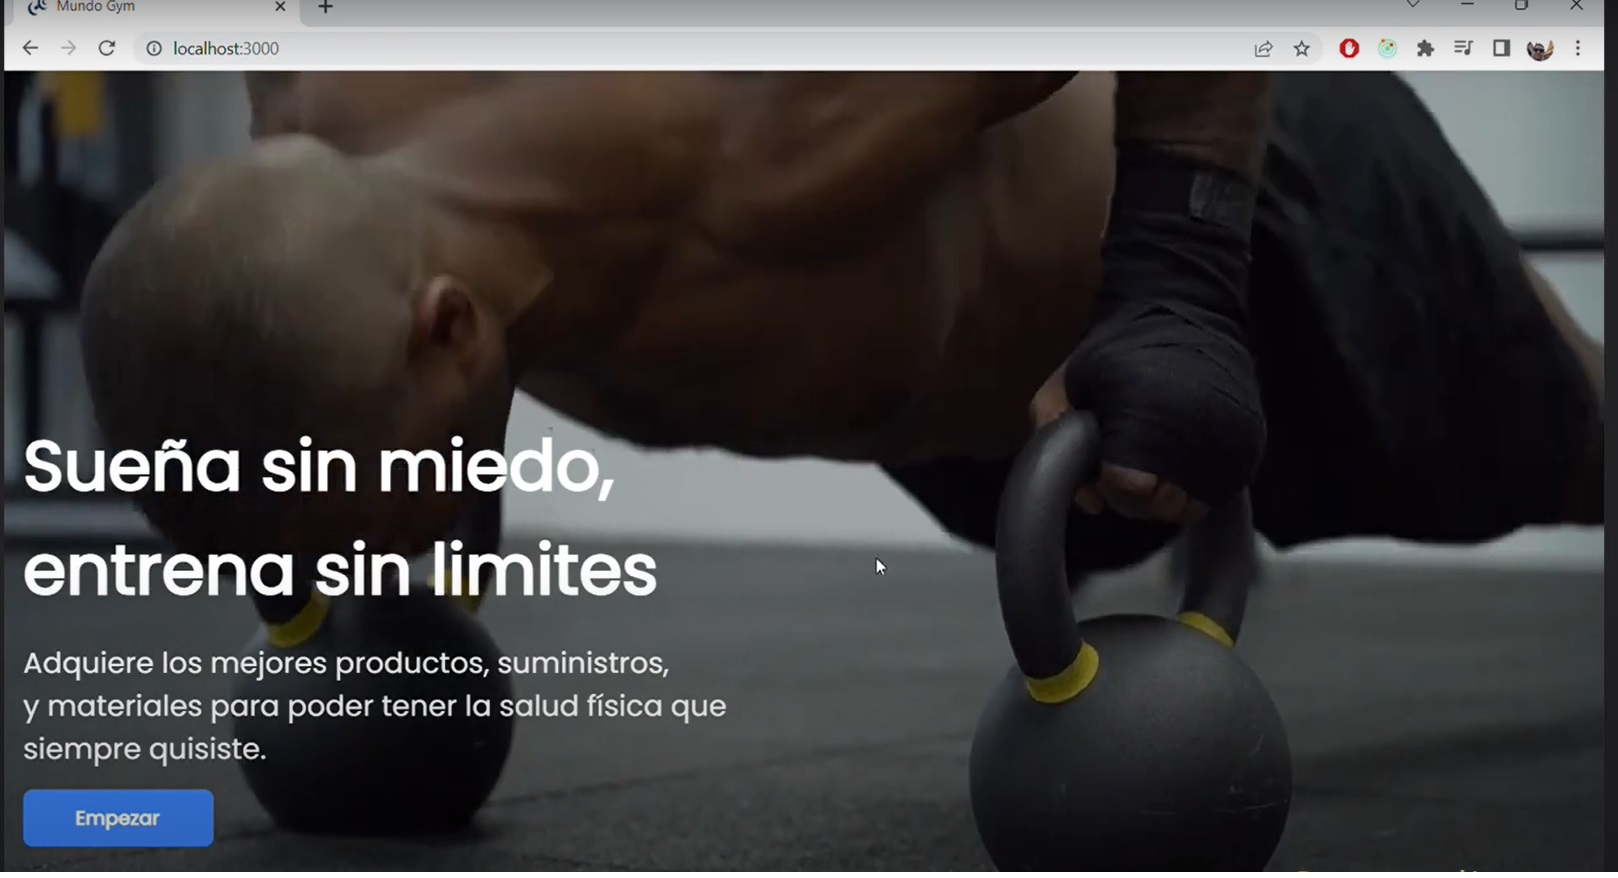 Mundo Gym
localhost:3000
Sueña sin miedo,
entrena sin limites
Adquiere los mejores productos, suministros,
y materiales para poder tener la salud física que
siempre quisiste.
Empezar